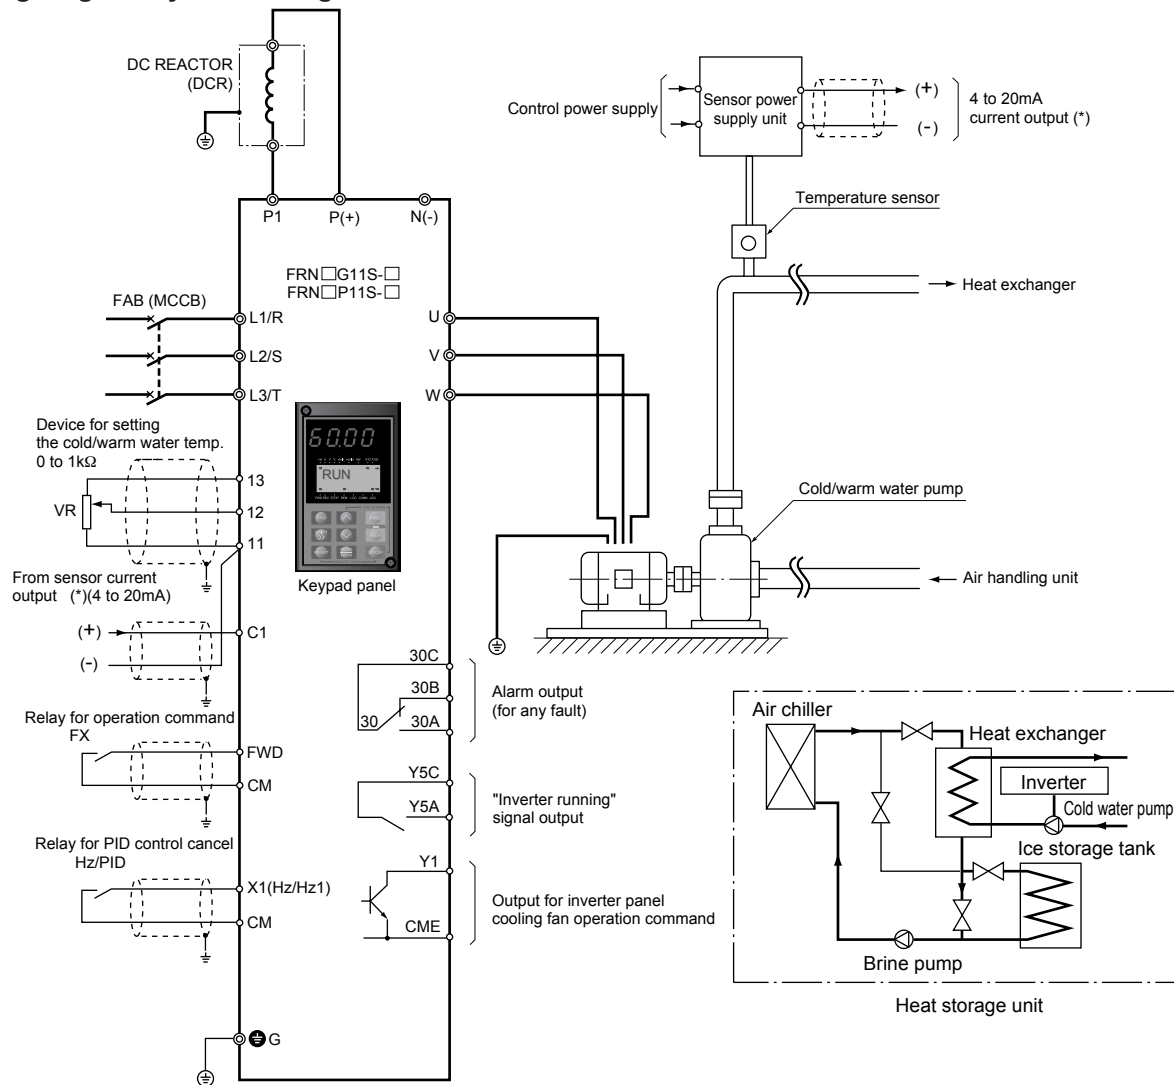 DC REACTOR
(DCR)
Control power supply
Sensor power
supply unit
(+)
(-)
4 to 20mA
current output (*)
P1
P(+)
N(-)
Temperature sensor
FRN□G11S-□
FRN□P11S-□
Heat exchanger
FAB (MCCB)
L1/R
U
L2/S
V
L3/T
W
Device for setting
the cold/warm water temp.
0 to 1kΩ
60.00
RUN
13
VR
12
11
Cold/warm water pump
Keypad panel
From sensor current
output (*)(4 to 20mA)
Air handling unit
(+)
C1
(-)
30C
30B
30
30A
Alarm output
(for any fault)
Relay for operation command
FX
FWD
CM
Y5C
Y5A
"Inverter running"
signal output
Relay for PID control cancel
Hz/PID
X1(Hz/Hz1)
CM
Y1
CME
Output for inverter panel
cooling fan operation command
G
Air chiller
Heat exchanger
Inverter
Cold water pump
Ice storage tank
Brine pump
Heat storage unit